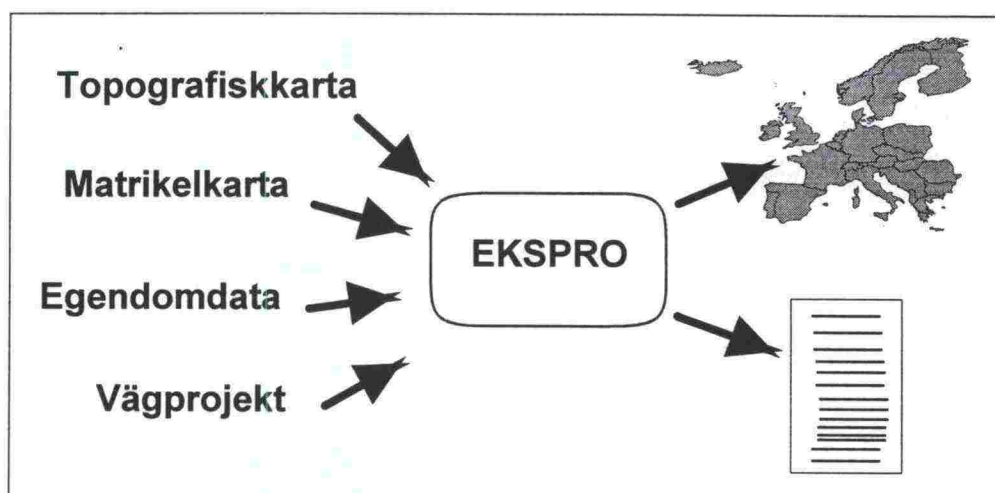 Topografiskkarta
Matrikelkarta
EKSPRO
Egendomdata
Vägprojekt